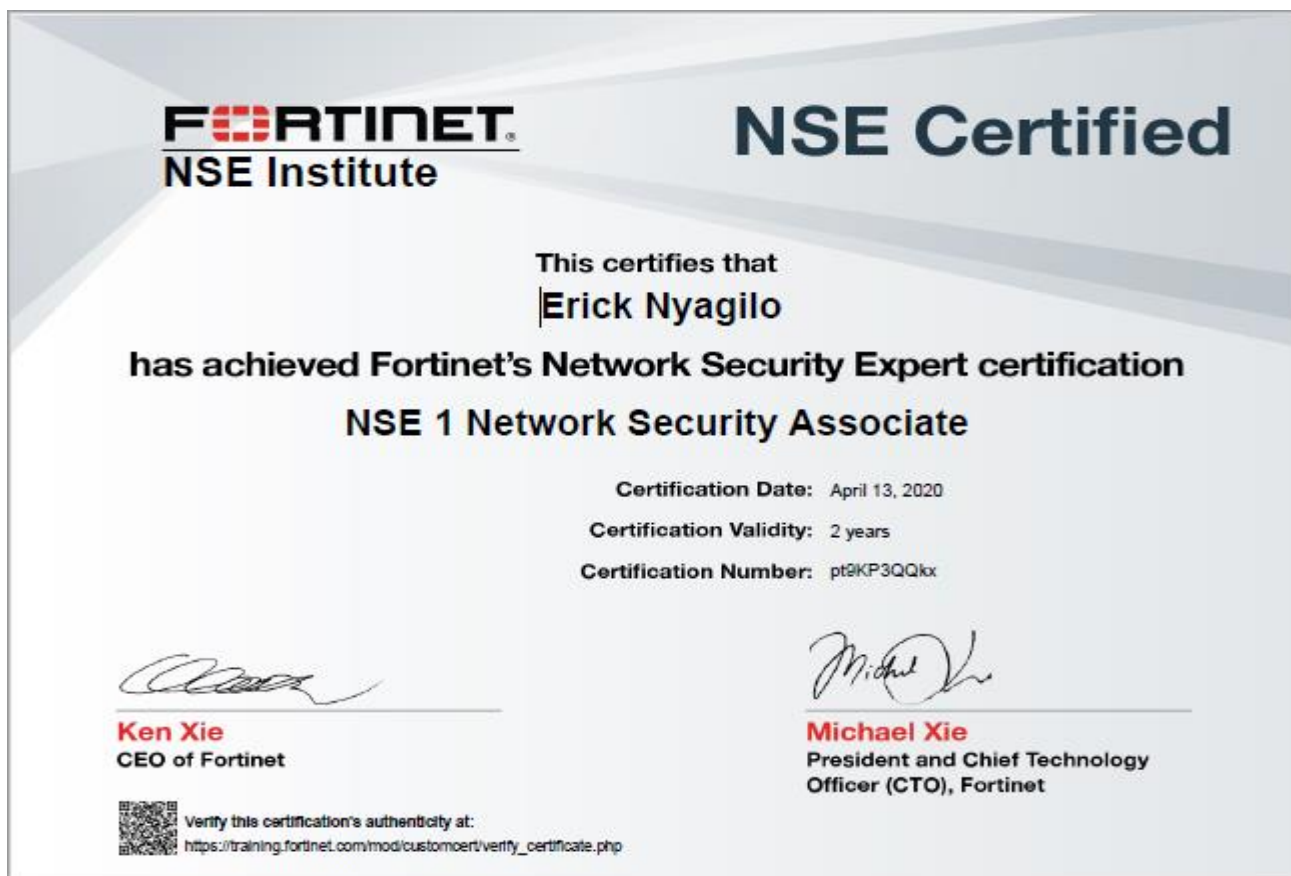 FORTINET
NSE Institute
NSE Certified
This certifies that
Erick Nyagilo
has achieved Fortinet's Network Security Expert certification
NSE 1 Network Security Associate
Certification Date: April 13, 2020
Certification Validity: 2 years
Certification Number: pt9KP3QQkx
Ken Xie
CEO of Fortinet
Michael Xie
President and Chief Technology
Officer (CTO), Fortinet
Verify this certification's authenticity at:
https://training.fortinet.com/mod/customcert/verify_certificate.php